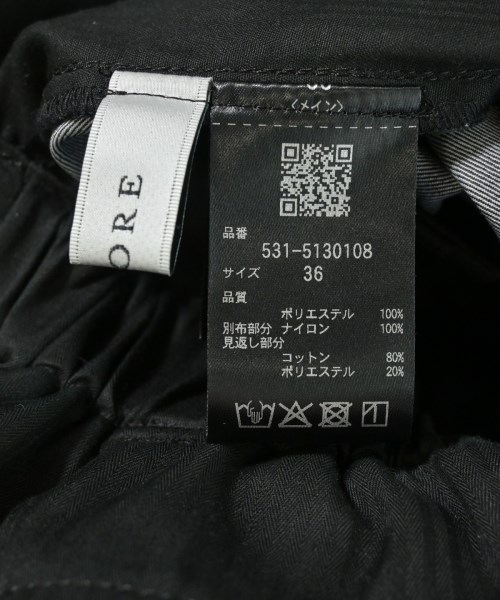 ORE
〈メイン〉
品番
531-5130108
サイズ 36
品質
ポリエステル 100%
別布部分 ナイロン 100%
見返し部分
コットン 80%
ポリエステル 20%